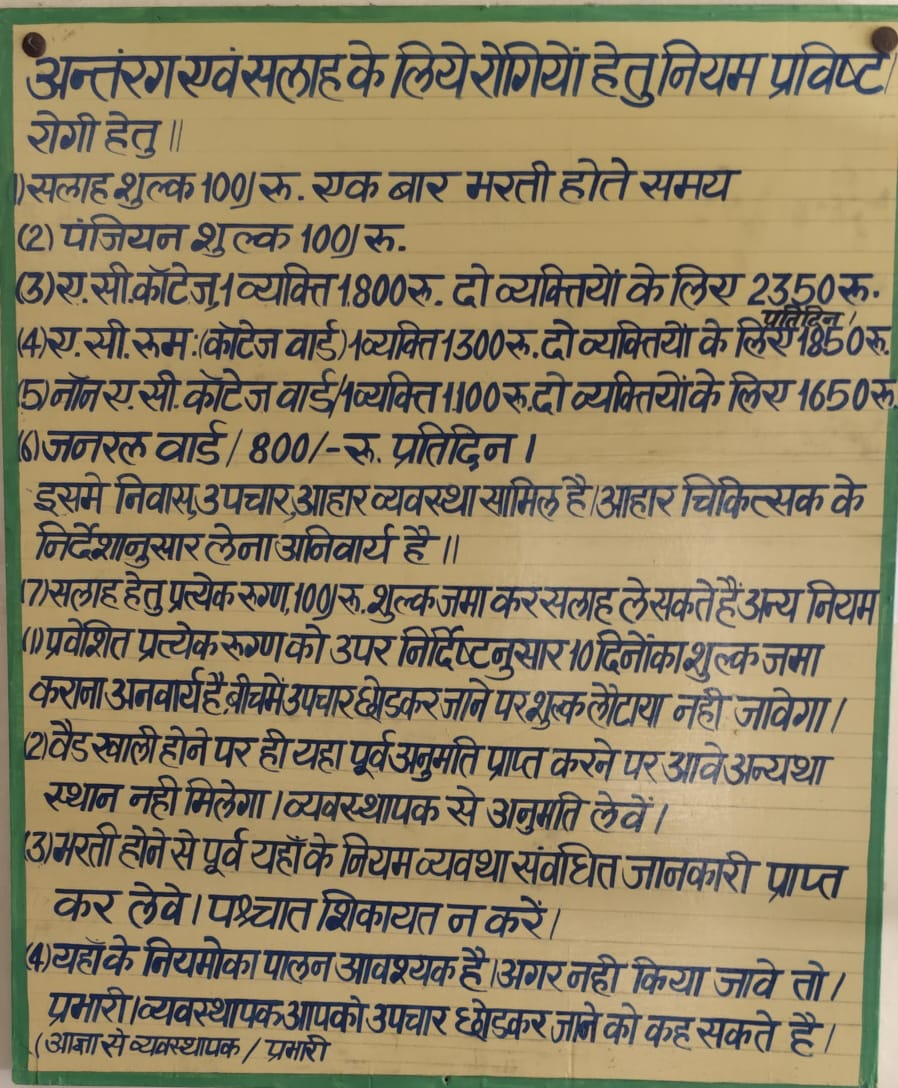 अन्तंरग एवं सलाह के लिये रोगियों हेतु नियम प्रविष्ट
रोगी हेतु ॥
1) सलाह शुल्क 100/ रु. एक बार भरती होते समय
(2) पंजियन शुल्क 100/ रु.
(3) ए. सी. कॉटेज, 1 व्यक्ति 1800 रु. दो व्यक्तियों के लिए 2350 रु.
प्रतिदिन।
(4) ए. सी. रूम :(कॉटेज वार्ड) 1 व्यक्ति 1300 रु. दो व्यक्तियों के लिए 1850 रु.
(5) नॉन ए. सी. कॉटेज वार्ड/1 व्यक्ति 1100 रु. दो व्यक्तियों के लिए 1650 रु.
(6) जनरल वार्ड / 800/- रु. प्रतिदिन ।
इसमे निवास, उपचार, आहार व्यवस्था सामिल है। आहार चिकित्सक के
निर्देशानुसार लेना अनिवार्य है ॥
(7) सलाह हेतु प्रत्येक रुग्ण, 100/ रु. शुल्क जमा कर सलाह ले सकते हैं अन्य नियम
(1) प्रवेशित प्रत्येक रुग्ण को उपर निर्दिष्टनुसार 10 दिनों का शुल्क जमा
कराना अनवार्य है, बीच में उपचार छोडकर जाने पर शुल्क लौटाया नही जावेगा।
(2) वैड खाली होने पर ही यहा पूर्व अनुमति प्राप्त करने पर आवे अन्यथा
स्थान नही मिलेगा । व्यवस्थापक से अनुमति लेवें।
(3) भरती होने से पूर्व यहाँ के नियम व्यवथा संवधित जानकारी प्राप्त
कर लेवे। पश्चात शिकायत न करें।
(4) यहाँ के नियमो का पालन आवश्यक है। अगर नही किया जावे तो।
प्रभारी। व्यवस्थापक आपको उपचार छोडकर जाने को कह सकते है।
(आज्ञा से व्यवस्थापक / प्रभारी